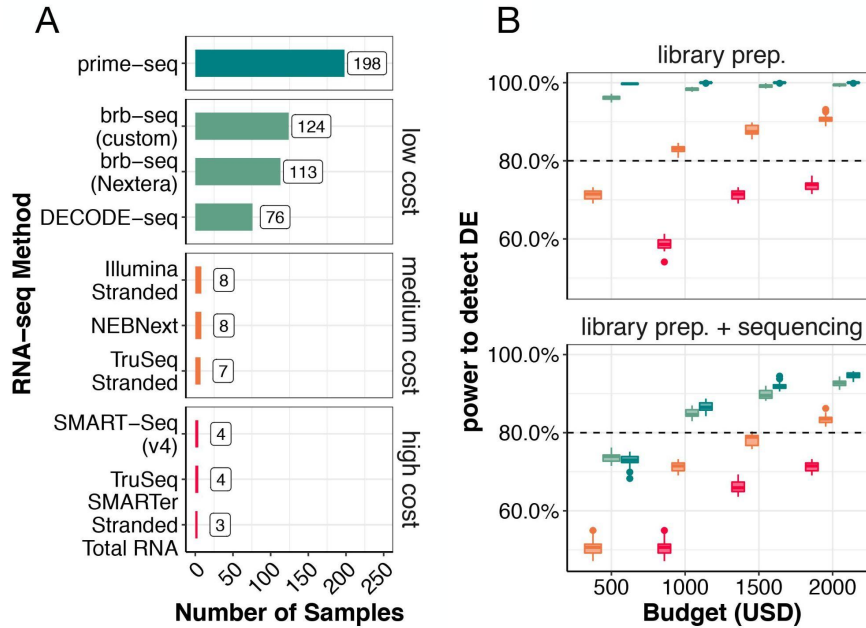 A
prime−seq
198
brb−seq
(custom)
124
brb−seq
(Nextera)
113
DECODE−seq
76
low cost
Illumina
Stranded
8
NEBNext
8
TruSeq
Stranded
7
medium cost
SMART−Seq
(v4)
4
TruSeq
4
SMARTer
Stranded
Total RNA
3
high cost
RNA−seq Method
0
50
100
150
200
250
Number of Samples
B
library prep.
100.0%
80.0%
60.0%
library prep. + sequencing
100.0%
80.0%
60.0%
power to detect DE
500
1000
1500
2000
Budget (USD)